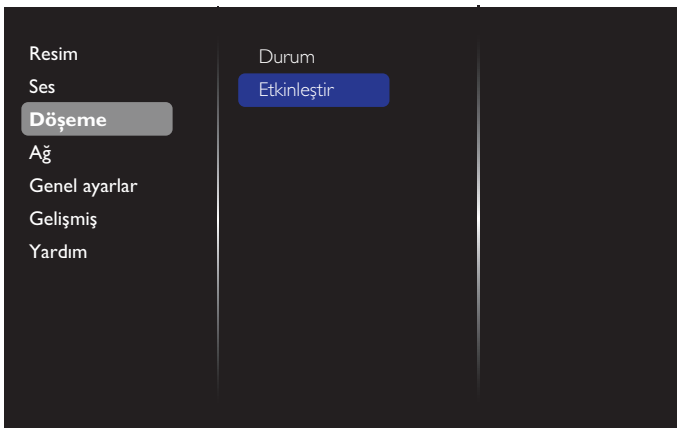 Resim
Ses
Döşeme
Ağ
Genel ayarlar
Gelişmiş
Yardım
Durum
Etkinleştir